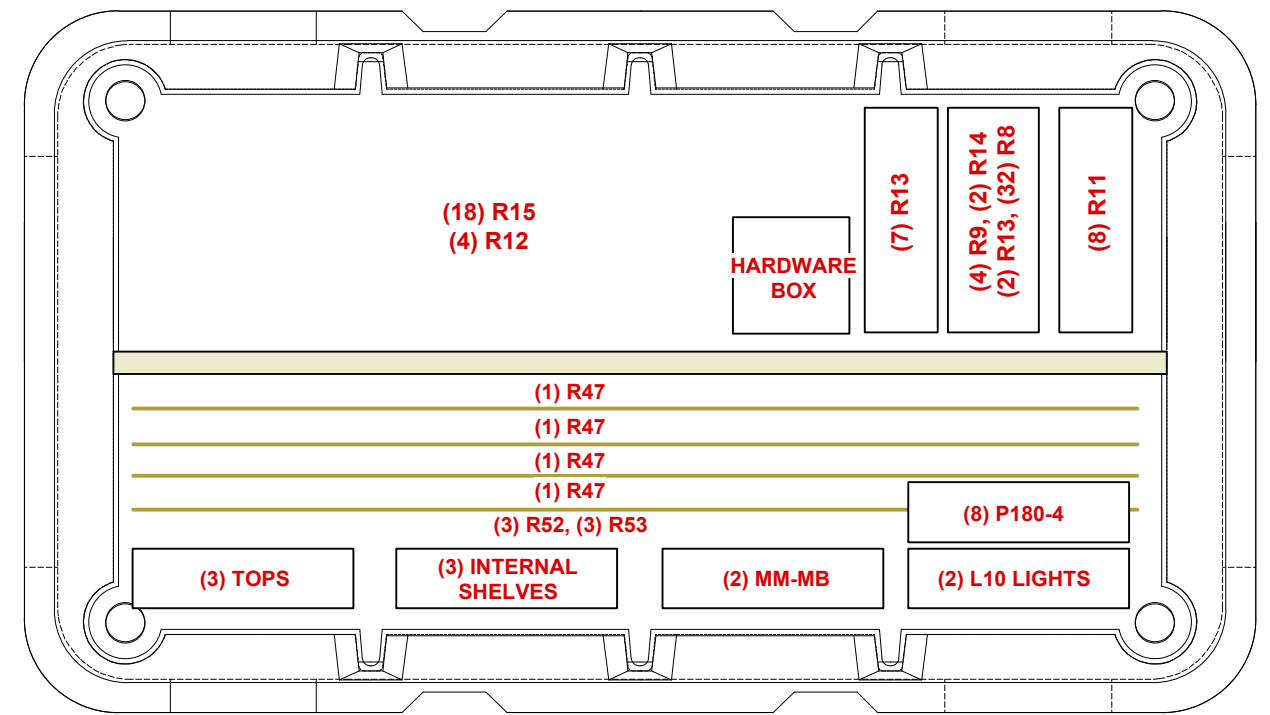 (18) R15
(4) R12
HARDWARE
BOX
(7) R13
(4) R9, (2) R14
(2) R13, (32) R8
(8) R11
(1) R47
(1) R47
(1) R47
(1) R47
(3) R52, (3) R53
(8) P180-4
(3) TOPS
(3) INTERNAL
SHELVES
(2) MM-MB
(2) L10 LIGHTS